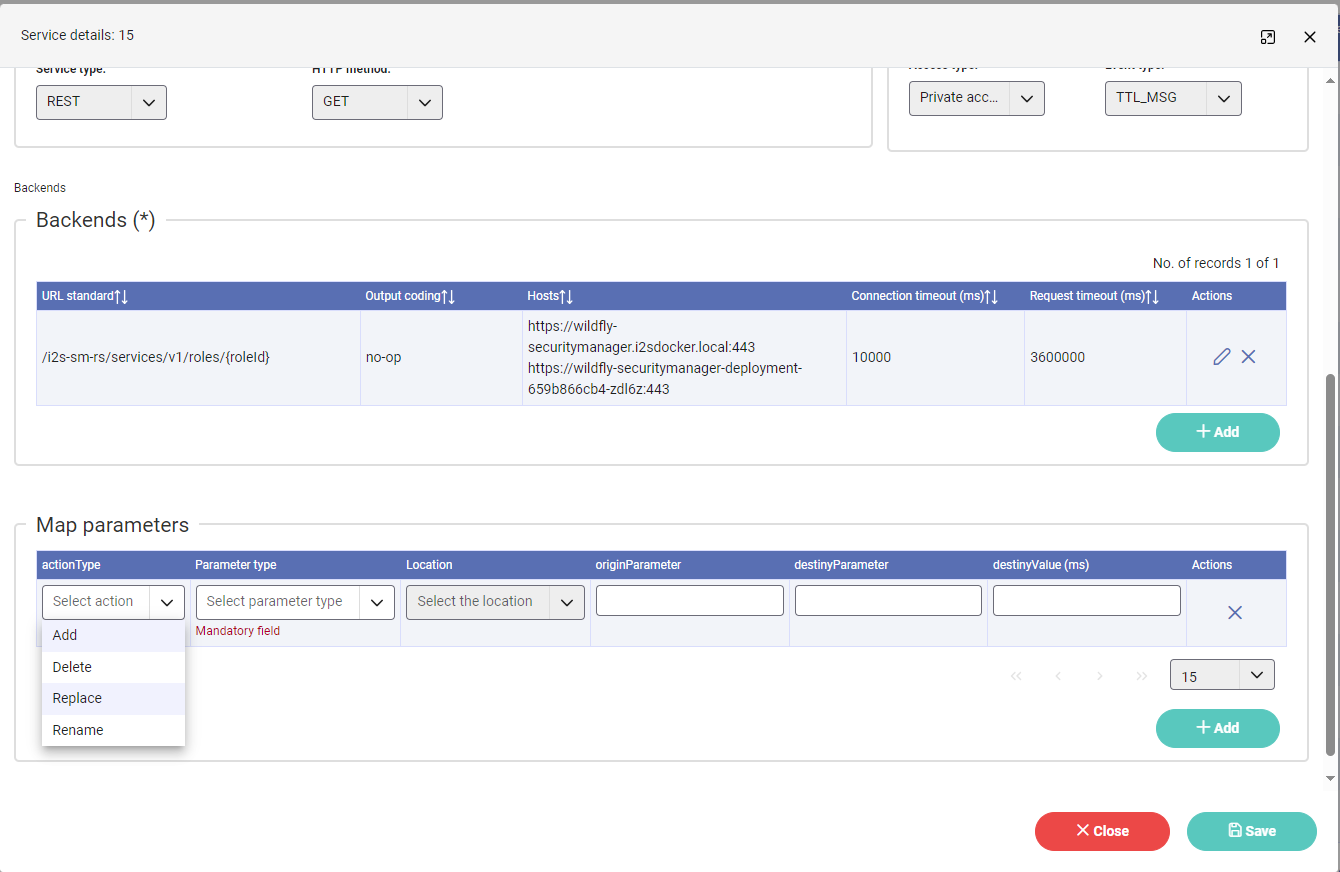 Service details: 15
Service type:
HTTP method:
Access type:
Event type:
REST
GET
Private acc...
TTL_MSG
Backends
Backends (*)
No. of records 1 of 1
URL standard
Output coding
Hosts
Connection timeout (ms)
Request timeout (ms)
Actions
/i2s-sm-rs/services/v1/roles/{roleId}
no-op
https://wildfly-
securitymanager.i2sdocker.local:443
https://wildfly-securitymanager-deployment-
659b866cb4-zdl6z:443
10000
3600000
+ Add
Map parameters
actionType
Parameter type
Location
originParameter
destinyParameter
destinyValue (ms)
Actions
Select action
Select parameter type
Select the location
Mandatory field
Add
Delete
Replace
Rename
15
+ Add
Close
Save